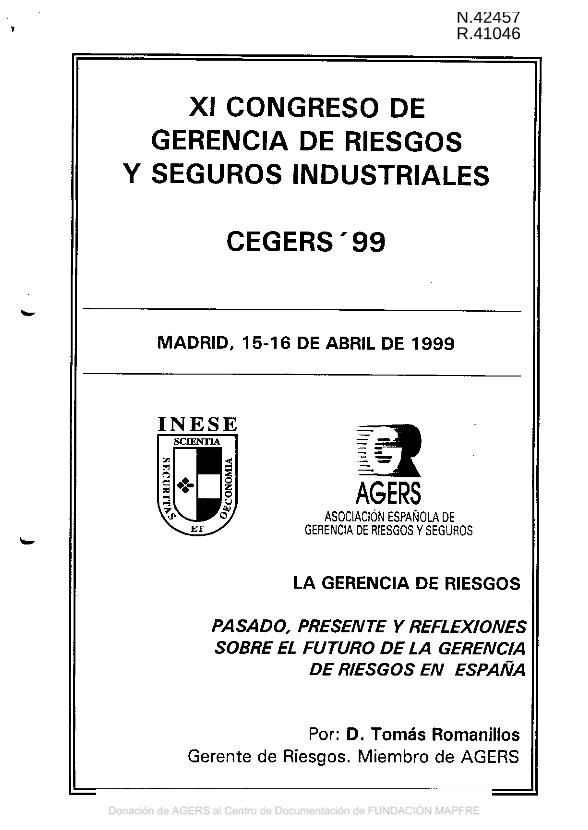 N.42457
R.41046
XI CONGRESO DE
GERENCIA DE RIESGOS
Y SEGUROS INDUSTRIALES
CEGERS ´99
MADRID, 15-16 DE ABRIL DE 1999
INESE
SCIENTIA
SECURITAS
OECONOMIA
ET
GR
AGERS
ASOCIACIÓN ESPAÑOLA DE
GERENCIA DE RIESGOS Y SEGUROS
LA GERENCIA DE RIESGOS
PASADO, PRESENTE Y REFLEXIONES
SOBRE EL FUTURO DE LA GERENCIA
DE RIESGOS EN ESPAÑA
Por: D. Tomás Romanillos
Gerente de Riesgos. Miembro de AGERS
Donación de AGERS al Centro de Documentación de FUNDACIÓN MAPFRE